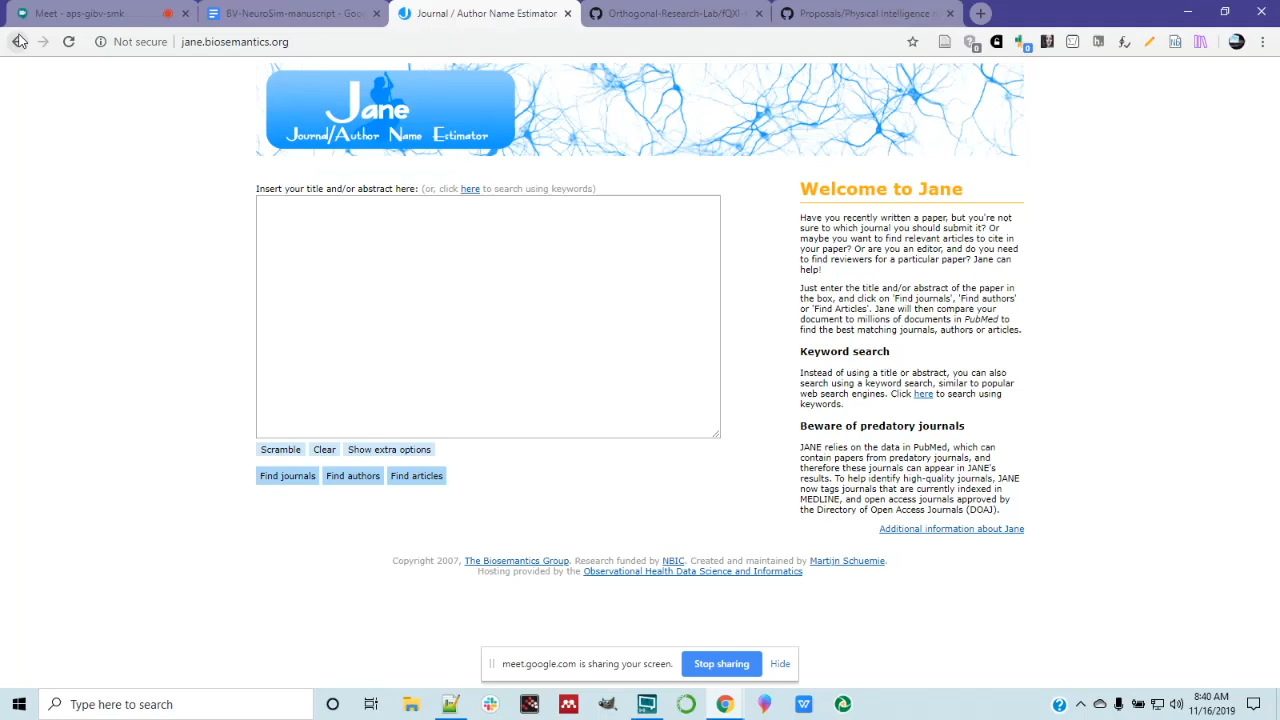 Meet - aps-gibv-smk
BV-NeuroSim-manuscript - Goo
Journal / Author Name Estimator
Orthogonal-Research-Lab/fQXI
Proposals/Physical Intelligence
Not secure | jane.biosemantics.org
Jane
Journal/Author Name Estimator
Insert your title and/or abstract here: (or, click here to search using keywords)
Scramble Clear Show extra options
Find journals Find authors Find articles
Welcome to Jane
Have you recently written a paper, but you're not
sure to which journal you should submit it? Or
maybe you want to find relevant articles to cite in
your paper? Or are you an editor, and do you need
to find reviewers for a particular paper? Jane can
help!
Just enter the title and/or abstract of the paper in
the box, and click on 'Find journals', 'Find authors'
or 'Find Articles'. Jane will then compare your
document to millions of documents in PubMed to
find the best matching journals, authors or articles.
Keyword search
Instead of using a title or abstract, you can also
search using a keyword search, similar to popular
web search engines. Click here to search using
keywords.
Beware of predatory journals
JANE relies on the data in PubMed, which can
contain papers from predatory journals, and
therefore these journals can appear in JANE's
results. To help identify high-quality journals, JANE
now tags journals that are currently indexed in
MEDLINE, and open access journals approved by
the Directory of Open Access Journals (DOAJ).
Additional information about Jane
Copyright 2007, The Biosemantics Group. Research funded by NBIC. Created and maintained by Martijn Schuemie.
Hosting provided by the Observational Health Data Science and Informatics
meet.google.com is sharing your screen. Stop sharing Hide
Type here to search
8:40 AM
11/16/2019